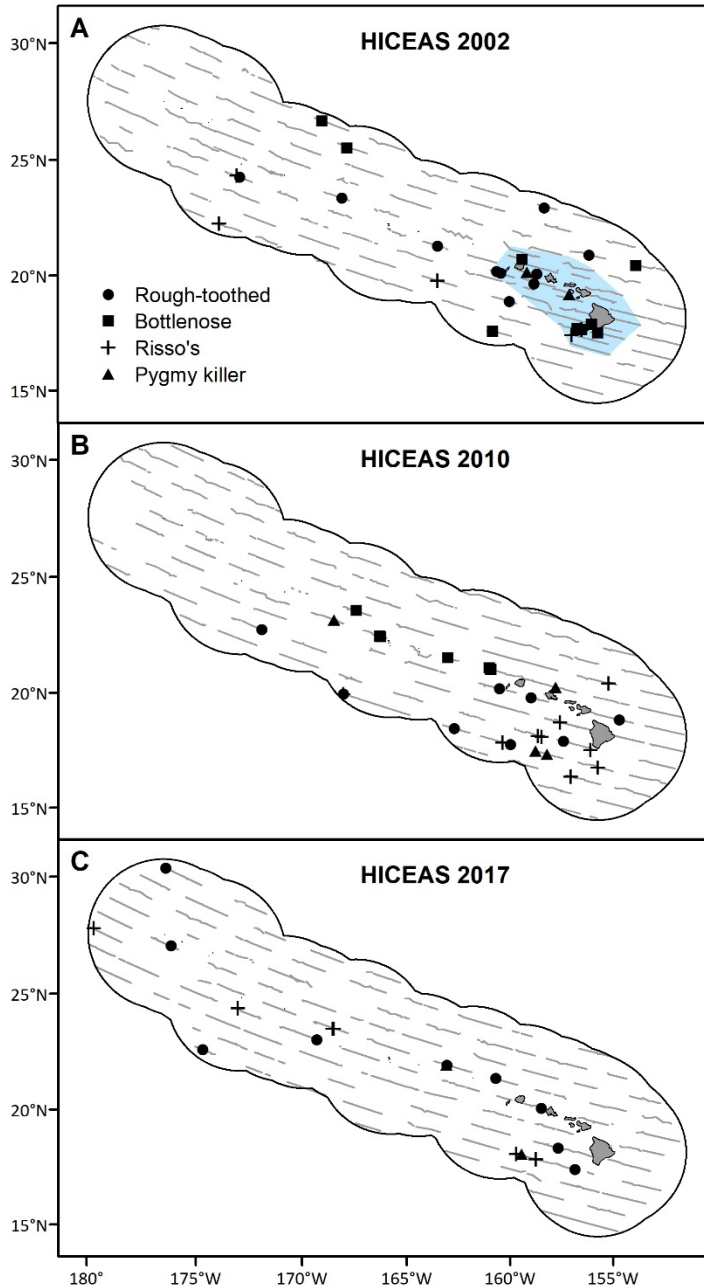 A
HICEAS 2002
30°N
25°N
20°N
15°N
Rough-toothed
Bottlenose
Risso's
Pygmy killer
B
HICEAS 2010
30°N
25°N
20°N
15°N
C
HICEAS 2017
30°N
25°N
20°N
15°N
180° 175°W 170°W 165°W 160°W 155°W